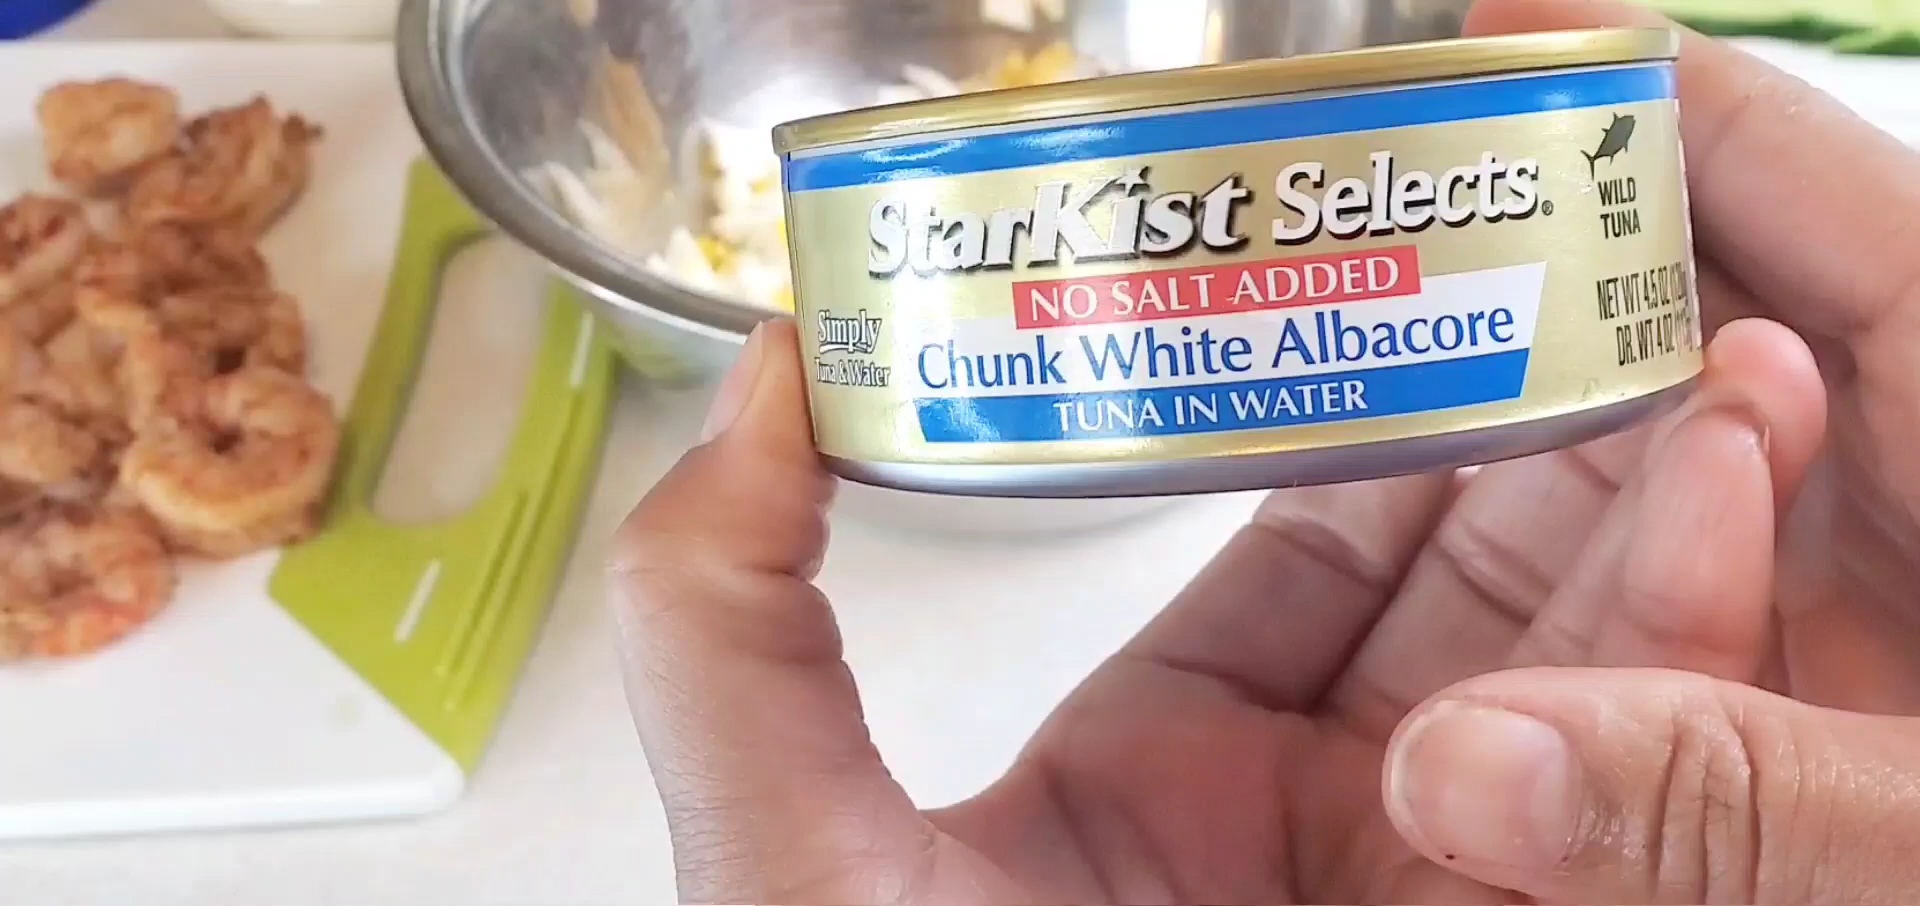 StarKist Selects®
NO SALT ADDED
Chunk White Albacore
TUNA IN WATER
Simply
Tuna & Water
WILD
TUNA
NET WT 4.5 OZ
DR. WT 4 OZ